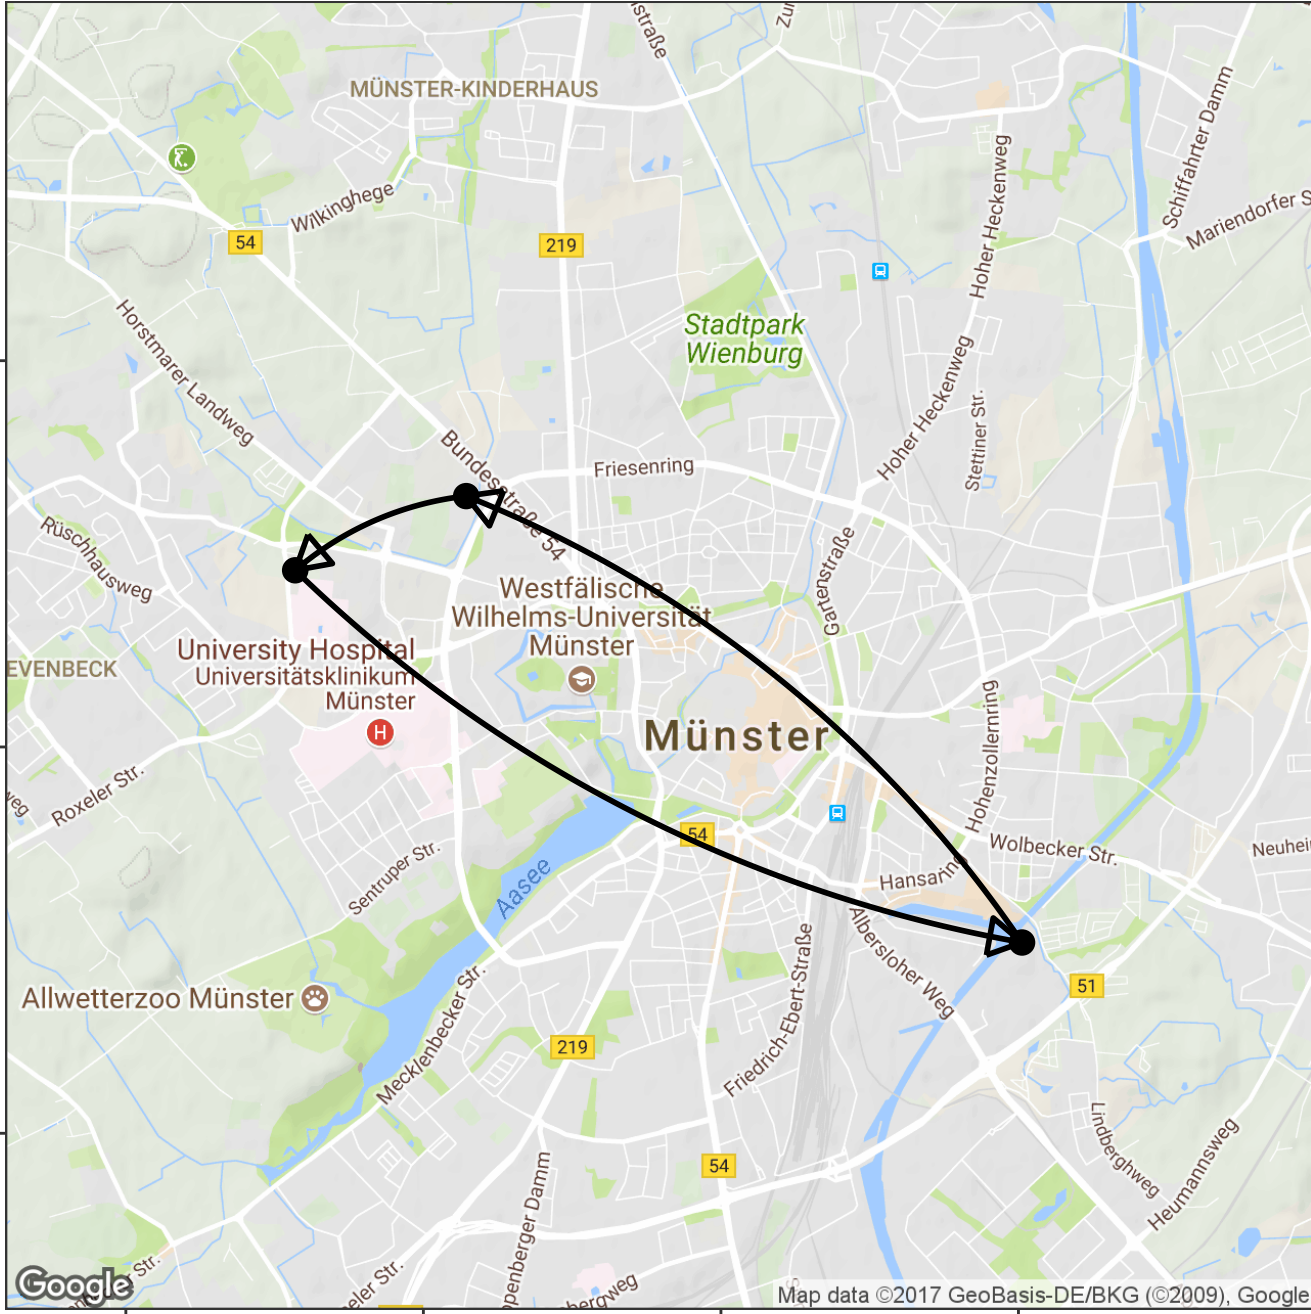 MÜNSTER-KINDERHAUS
Wilkinghege
54
219
Schiffahrter Damm
Mariendorfer S
Hoher Heckenweg
Stadtpark
Wienburg
Horstmarer Landweg
Hoher Heckenweg
Stettiner Str.
Bundesstraße 54
Friesenring
Rüschhausweg
Gartenstraße
Westfälische
Wilhelms-Universität
Münster
University Hospital
Universitätsklinikum
Münster
H
EVENBECK
Münster
Hohenzollernring
Roxeler Str.
weg
54
Wolbecker Str.
Neuhei
Sentruper Str.
Aasee
Hansaring
Albersloher Weg
Friedrich-Ebert-Straße
Allwetterzoo Münster
51
Mecklenbecker Str.
219
Lindberghweg
Heumannsweg
54
Google
Map data ©2017 GeoBasis-DE/BKG (©2009), Google